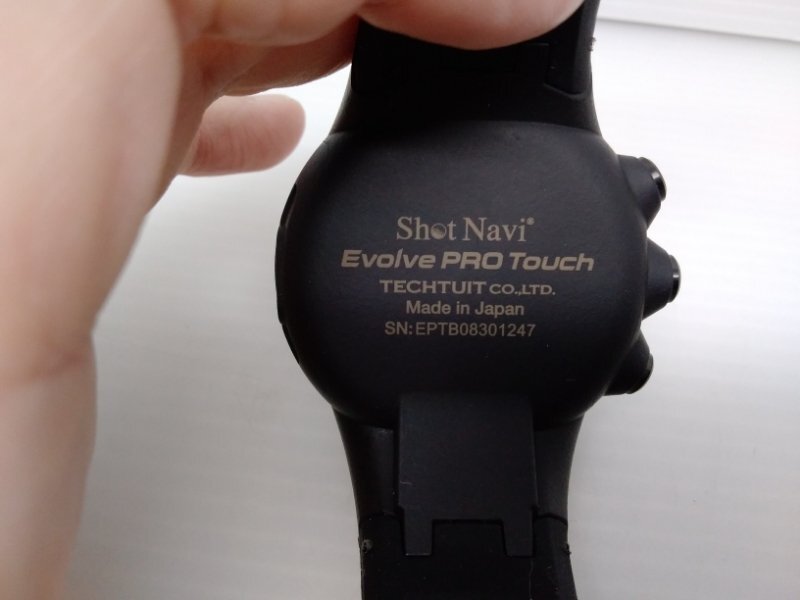 Shot Navi®
Evolve PRO Touch
TECHTUIT CO.,LTD.
Made in Japan
SN: EPTB08301247